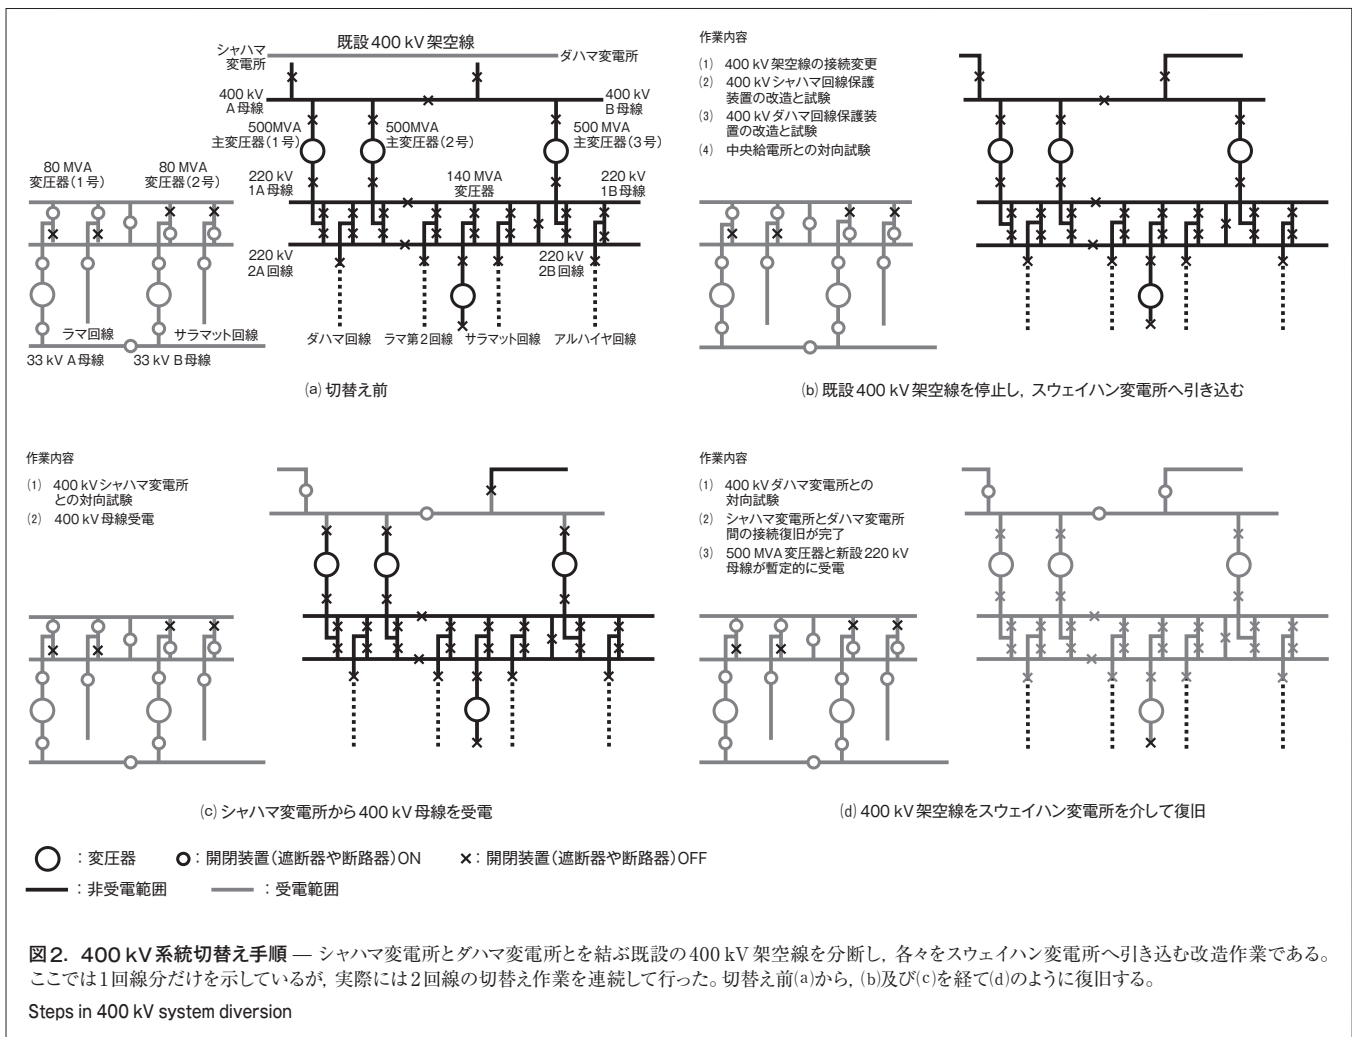 シャハマ
変電所
既設400 kV 架空線
ダハマ変電所
400 kV
A母線
400 kV
B母線
500MVA
主変圧器(1号)
500MVA
主変圧器(2号)
500 MVA
主変圧器(3号)
80 MVA
変圧器(1号)
80 MVA
変圧器(2号)
220 kV
1A母線
140 MVA
変圧器
220 kV
1B母線
220 kV
2A回線
220 kV
2B回線
ラマ回線
サラマット回線
33 kV A母線
33 kV B母線
ダハマ回線
ラマ第2回線
サラマット回線
アルハイヤ回線
(a) 切替え前
作業内容
(1) 400 kV 架空線の接続変更
(2) 400 kVシャハマ回線保護
装置の改造と試験
(3) 400 kVダハマ回線保護装
置の改造と試験
(4) 中央給電所との対向試験
(b) 既設400 kV 架空線を停止し，スウェイハン変電所へ引き込む
作業内容
(1) 400 kVシャハマ変電所
との対向試験
(2) 400 kV 母線受電
(c) シャハマ変電所から400 kV 母線を受電
作業内容
(1) 400 kVダハマ変電所との
対向試験
(2) シャハマ変電所とダハマ変電所
間の接続復旧が完了
(3) 500 MVA変圧器と新設220 kV
母線が暫定的に受電
(d) 400 kV 架空線をスウェイハン変電所を介して復旧
：変圧器
：開閉装置(遮断器や断路器)ON
：開閉装置(遮断器や断路器)OFF
：非受電範囲
：受電範囲
図2. 400 kV系統切替え手順 — シャハマ変電所とダハマ変電所とを結ぶ既設の400 kV 架空線を分断し，各々をスウェイハン変電所へ引き込む改造作業である。
ここでは1回線分だけを示しているが，実際には2回線の切替え作業を連続して行った。切替え前(a)から，(b)及び(c)を経て(d)のように復旧する。
Steps in 400 kV system diversion